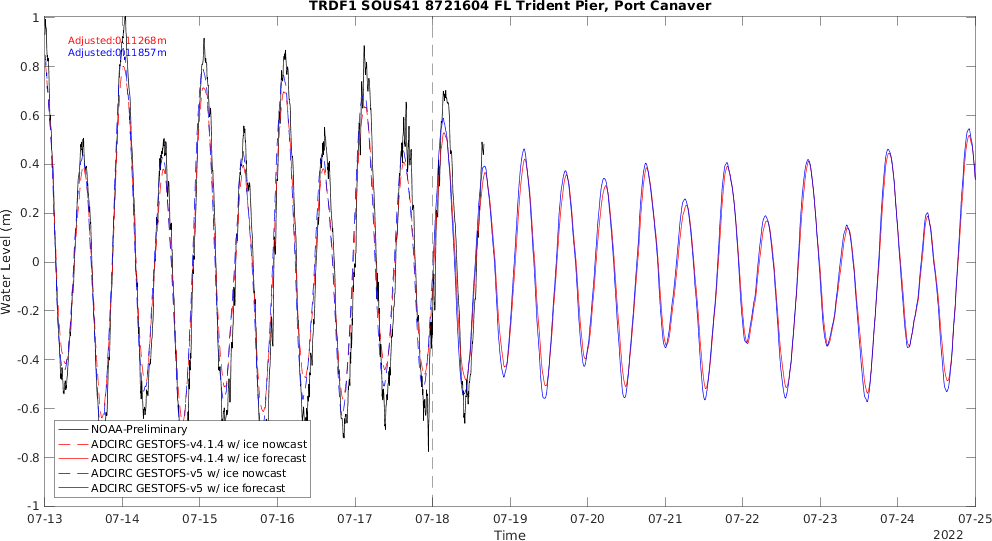 TRDF1 SOUS41 8721604 FL Trident Pier, Port Canaver
Adjusted:0.11268m
Adjusted:0.11857m
1
0.8
0.6
0.4
0.2
0
-0.2
-0.4
-0.6
-0.8
-1
Water Level (m)
NOAA-Preliminary
ADCIRC GESTOFS-v4.1.4 w/ ice nowcast
ADCIRC GESTOFS-v4.1.4 w/ ice forecast
ADCIRC GESTOFS-v5 w/ ice nowcast
ADCIRC GESTOFS-v5 w/ ice forecast
07-13 07-14 07-15 07-16 07-17 07-18 07-19 07-20 07-21 07-22 07-23 07-24 07-25
Time
2022